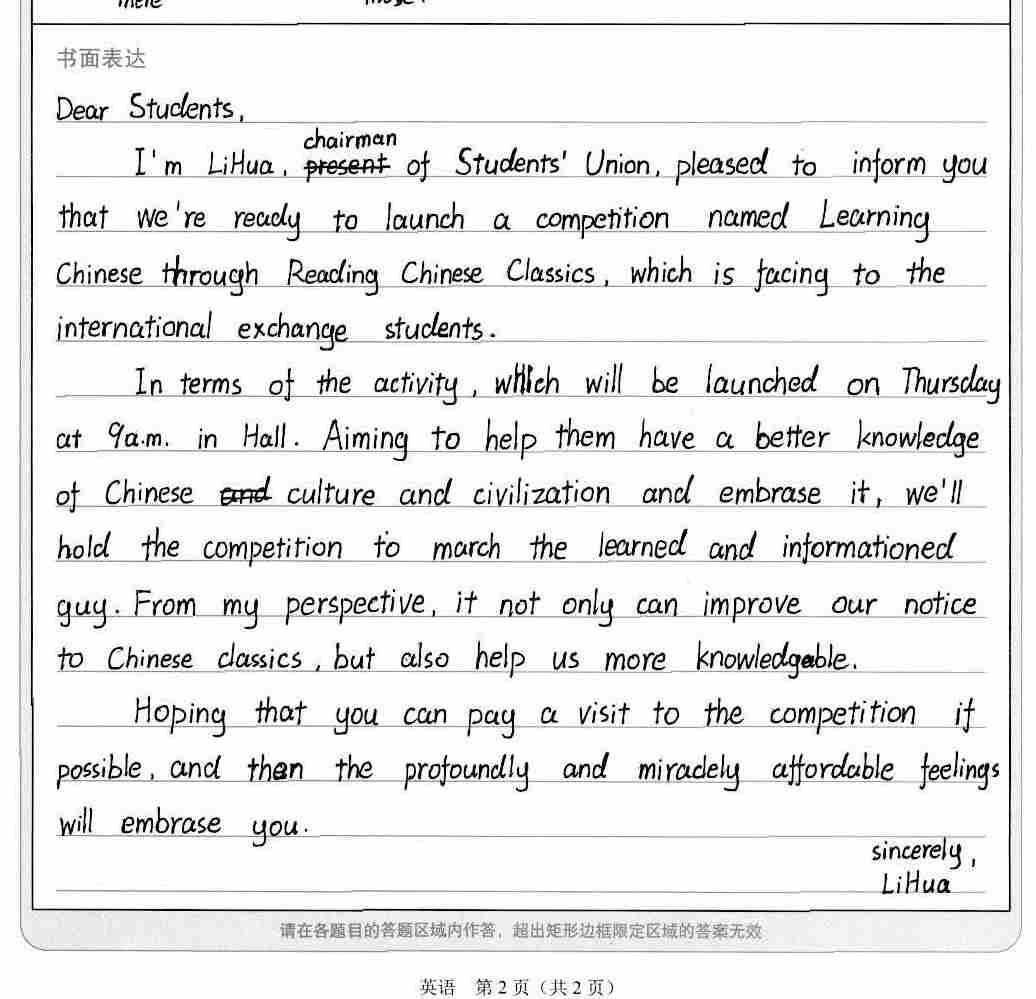 there those.
书面表达
Dear Students,
I'm LiHua, chairman present of Students' Union, pleased to inform you
that we're ready to launch a competition named Learning
Chinese through Reading Chinese Classics, which is facing to the
international exchange students.
In terms of the activity, which will be launched on Thursday
at 9a.m. in Hall. Aiming to help them have a better knowledge
of Chinese and culture and civilization and embrase it, we'll
hold the competition to march the learned and informationed
guy. From my perspective, it not only can improve our notice
to Chinese classics, but also help us more knowledgable.
Hoping that you can pay a visit to the competition if
possible, and then the profoundly and miradely affordable feelings
will embrase you.
sincerely,
LiHua
请在各题目的答题区域内作答，超出矩形边框限定区域的答案无效
英语 第2页（共2页）